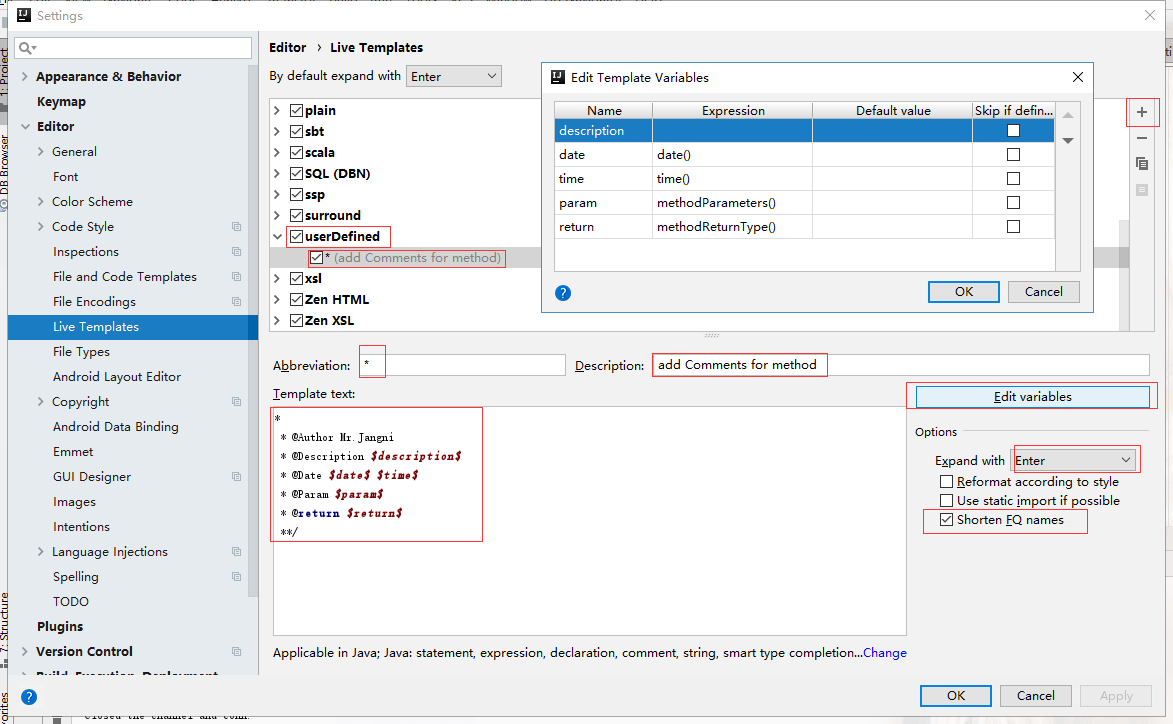 Settings
Appearance & Behavior
Keymap
Editor
General
Font
Color Scheme
Code Style
Inspections
File and Code Templates
File Encodings
Live Templates
File Types
Android Layout Editor
Copyright
Android Data Binding
Emmet
GUI Designer
Images
Intentions
Language Injections
Spelling
TODO
Plugins
Version Control
Build, Execution, Deployment
Editor › Live Templates
By default expand with Enter
plain
sbt
scala
SQL (DBN)
ssp
surround
userDefined
* (add Comments for method)
xsl
Zen HTML
Zen XSL
Edit Template Variables
Name Expression Default value Skip if defin...
description
date date()
time time()
param methodParameters()
return methodReturnType()
OK Cancel
Abbreviation: * Description: add Comments for method
Template text:
*
* @Author Mr.Jangni
* @Description $description$
* @Date $date$ $time$
* @Param $param$
* @return $return$
**/
Edit variables
Options
Expand with Enter
Reformat according to style
Use static import if possible
Shorten FQ names
Applicable in Java; Java: statement, expression, declaration, comment, string, smart type completion...Change
OK Cancel Apply
1: Project
DB Browser
7: Structure